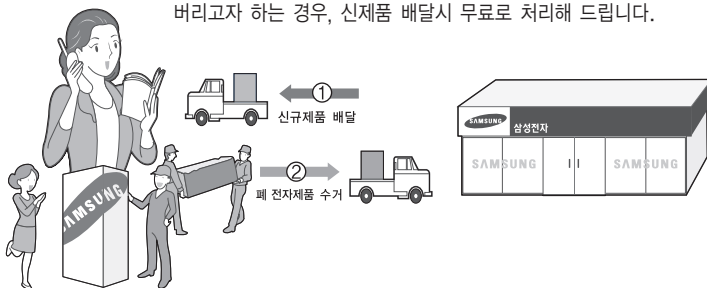 버리고자 하는 경우, 신제품 배달시 무료로 처리해 드립니다.
①
신규제품 배달
SAMSUNG
삼성전자
SAMSUNG
SAMSUNG
②
폐 전자제품 수거
SAMSUNG